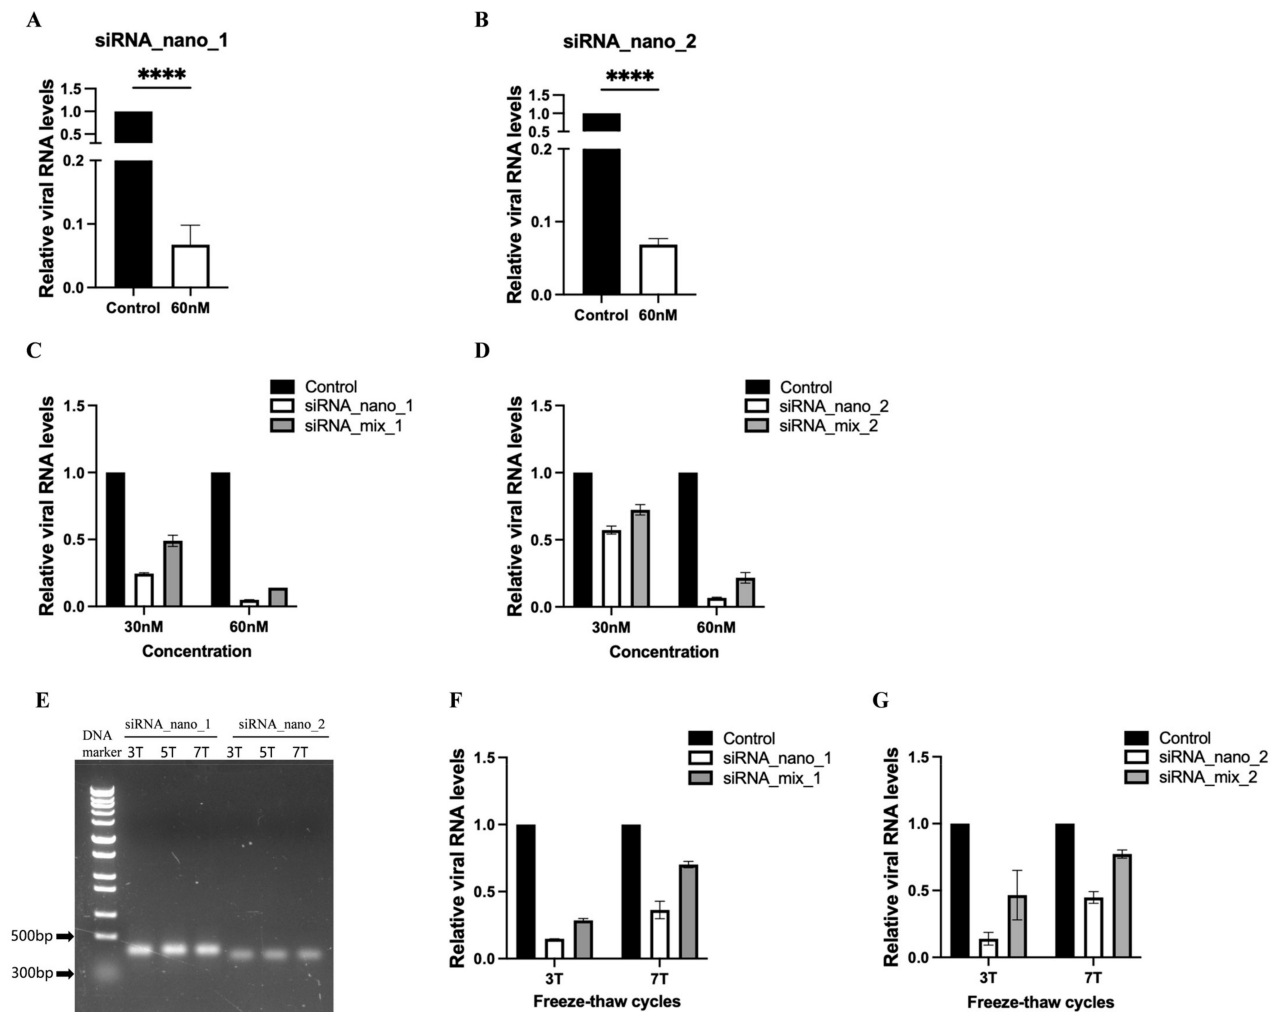 A
siRNA_nano_1
****
Relative viral RNA levels
1.5
1.0
0.5
0.2
0.1
0.0
Control 60nM
B
siRNA_nano_2
****
Relative viral RNA levels
1.5
1.0
0.5
0.2
0.1
0.0
Control 60nM
C
Control
siRNA_nano_1
siRNA_mix_1
Relative viral RNA levels
1.5
1.0
0.5
0.0
30nM 60nM
Concentration
D
Control
siRNA_nano_2
siRNA_mix_2
Relative viral RNA levels
1.5
1.0
0.5
0.0
30nM 60nM
Concentration
E
siRNA_nano_1 siRNA_nano_2
DNA
marker 3T 5T 7T 3T 5T 7T
500bp
300bp
F
Control
siRNA_nano_1
siRNA_mix_1
Relative viral RNA levels
1.5
1.0
0.5
0.0
3T 7T
Freeze-thaw cycles
G
Control
siRNA_nano_2
siRNA_mix_2
Relative viral RNA levels
1.5
1.0
0.5
0.0
3T 7T
Freeze-thaw cycles